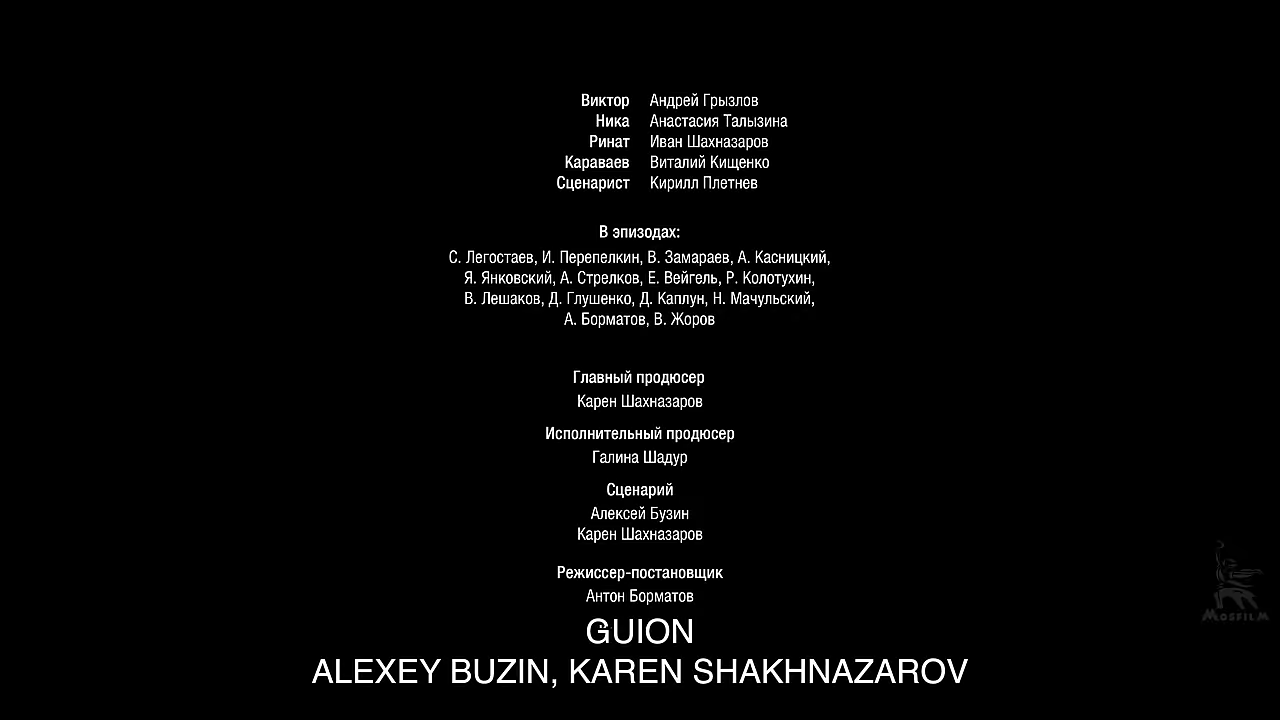 Виктор Андрей Грызлов
Ника Анастасия Талызина
Ринат Иван Шахназаров
Караваев Виталий Кищенко
Сценарист Кирилл Плетнев
В эпизодах:
С. Легостаев, И. Перепелкин, В. Замараев, А. Касницкий,
Я. Янковский, А. Стрелков, Е. Вейгель, Р. Колотухин,
В. Лешаков, Д. Глушенко, Д. Каплун, Н. Мачульский,
А. Борматов, В. Жоров
Главный продюсер
Карен Шахназаров
Исполнительный продюсер
Галина Шадур
Сценарий
Алексей Бузин
Карен Шахназаров
Режиссер-постановщик
Антон Борматов
GUION
ALEXEY BUZIN, KAREN SHAKHNAZAROV
MOSFILM